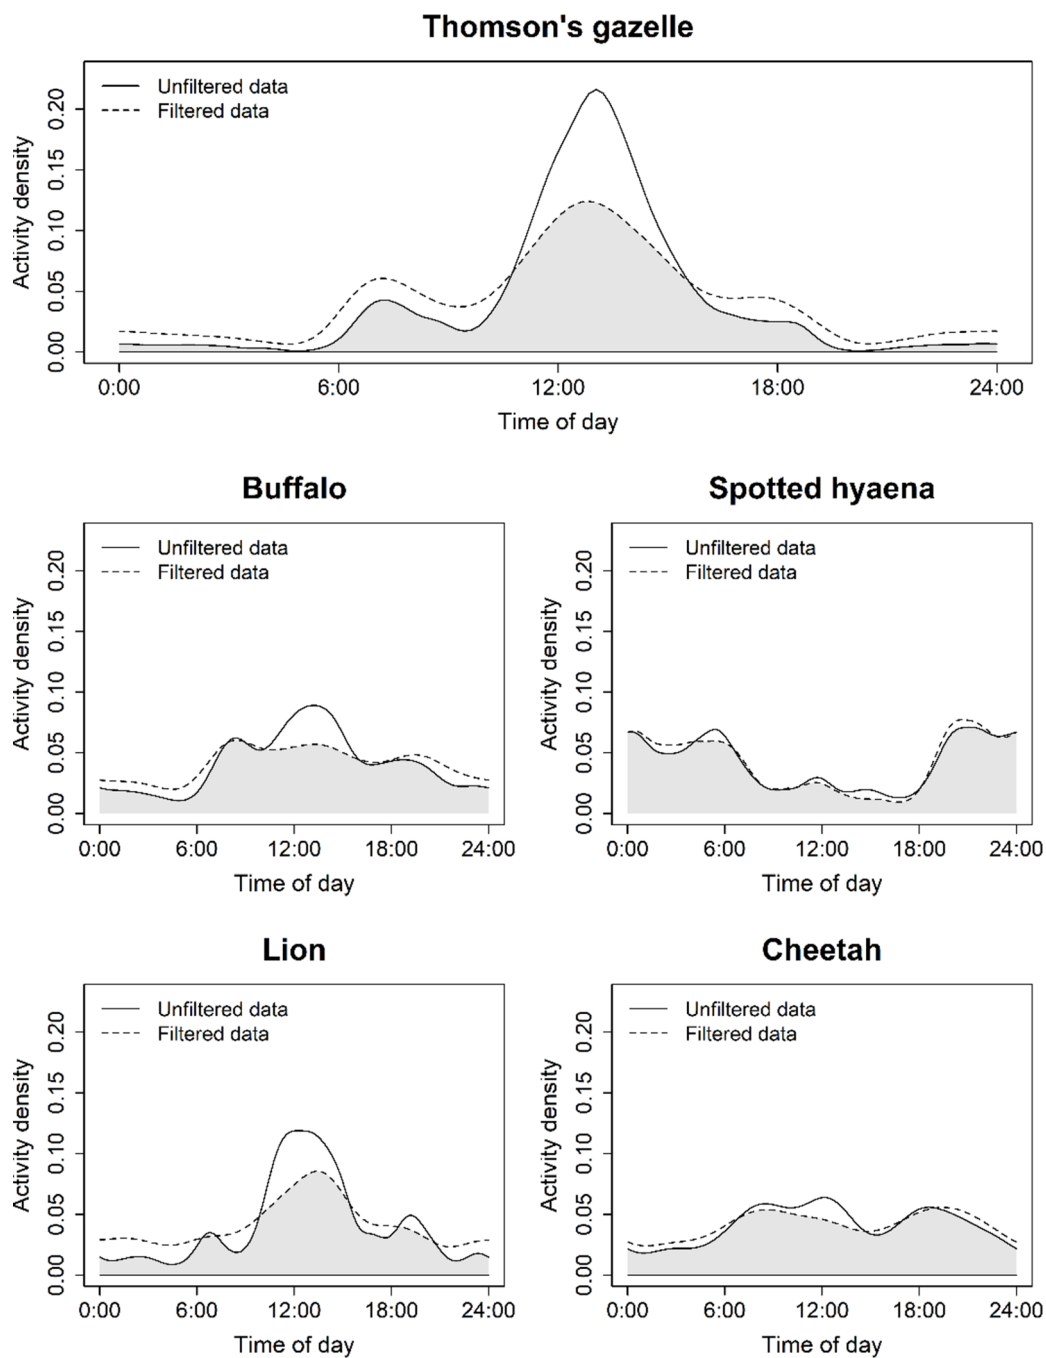 Thomson's gazelle
Unfiltered data
Filtered data
Activity density
0.00 0.05 0.10 0.15 0.20
0:00 6:00 12:00 18:00 24:00
Time of day
Buffalo
Unfiltered data
Filtered data
Activity density
0.00 0.05 0.10 0.15 0.20
0:00 6:00 12:00 18:00 24:00
Time of day
Spotted hyaena
Unfiltered data
Filtered data
Activity density
0.00 0.05 0.10 0.15 0.20
0:00 6:00 12:00 18:00 24:00
Time of day
Lion
Unfiltered data
Filtered data
Activity density
0.00 0.05 0.10 0.15 0.20
0:00 6:00 12:00 18:00 24:00
Time of day
Cheetah
Unfiltered data
Filtered data
Activity density
0.00 0.05 0.10 0.15 0.20
0:00 6:00 12:00 18:00 24:00
Time of day